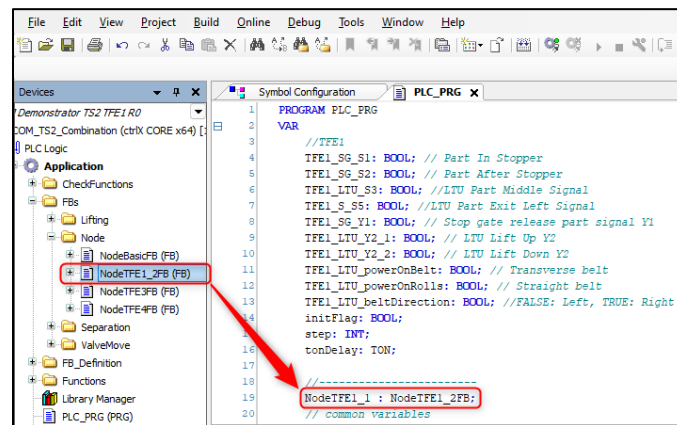 File Edit View Project Build Online Debug Tools Window Help
Devices
Demonstrator TS2 TFE1 R0
COM_TS2_Combination (ctrlX CORE x64) [
PLC Logic
Application
CheckFunctions
FBs
Lifting
Node
NodeBasicFB (FB)
NodeTFE1_2FB (FB)
NodeTFE3FB (FB)
NodeTFE4FB (FB)
Separation
ValveMove
FB_Definition
Functions
Library Manager
PLC_PRG (PRG)
Symbol Configuration PLC_PRG X
1 PROGRAM PLC_PRG
2 VAR
3 //TFE1
4 TFE1_SG_S1: BOOL; // Part In Stopper
5 TFE1_SG_S2: BOOL; // Part After Stopper
6 TFE1_LTU_S3: BOOL; //LTU Part Middle Signal
7 TFE1_S_S5: BOOL; //LTU Part Exit Left Signal
8 TFE1_SG_Y1: BOOL; // Stop gate release part signal Y1
9 TFE1_LTU_Y2_1: BOOL; // LTU Lift Up Y2
10 TFE1_LTU_Y2_2: BOOL; // LTU Lift Down Y2
11 TFE1_LTU_powerOnBelt: BOOL; // Transverse belt
12 TFE1_LTU_powerOnRolls: BOOL; // Straight belt
13 TFE1_LTU_beltDirection: BOOL; //FALSE: Left, TRUE: Right
14 initFlag: BOOL;
15 step: INT;
16 tonDelay: TON;
17
18 //------------------------
19 NodeTFE1_1 : NodeTFE1_2FB;
20 // common variables